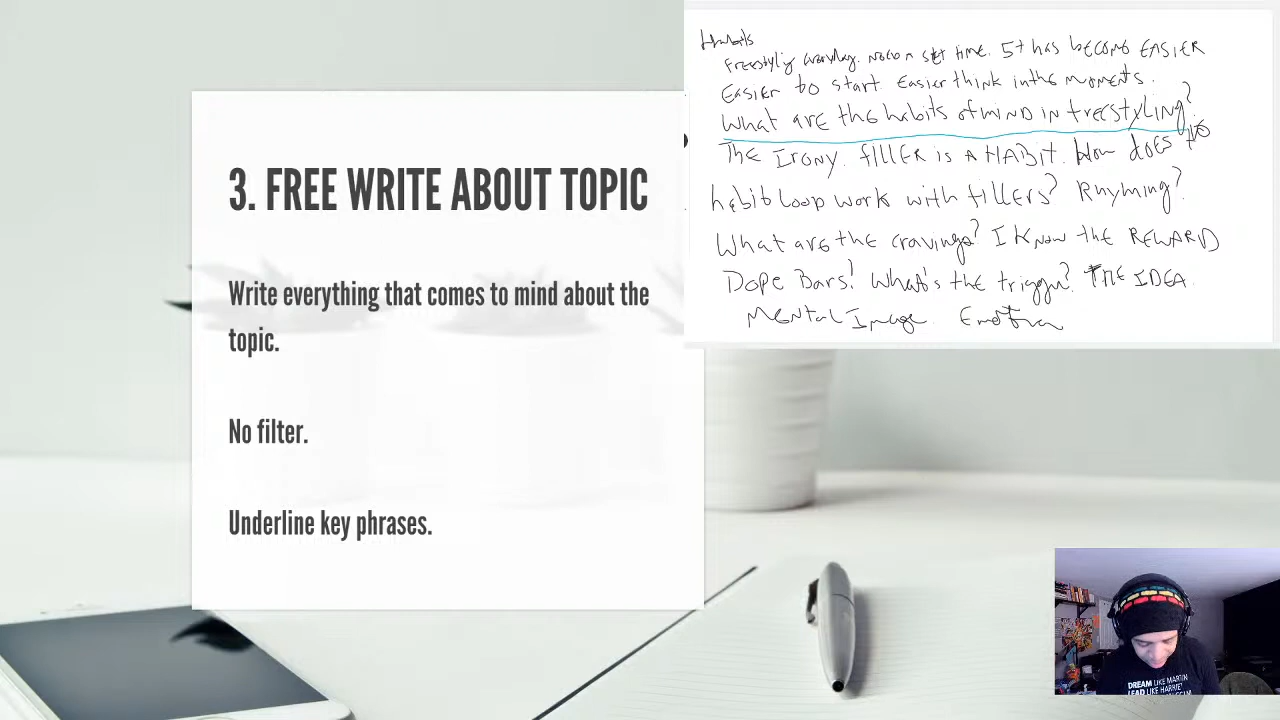 3. FREE WRITE ABOUT TOPIC
Write everything that comes to mind about the
topic.
No filter.
Underline key phrases.
Habits
Freestyling everyday. No on a set time. It has become EASIER
EASIER to start. Easier think in the moments.
What are the habits of MIND IN freestyling?
THE IRONY. fillER is A HABIT. How does the
habit loop work with fillers? Rhyming?
What are the cravings? I know the REWARD
Dope Bars! What's the trigger? THE IDEA.
Mental Image. Emotion
DREAM LIKE MARTIN
LEAD LIKE HARRIET